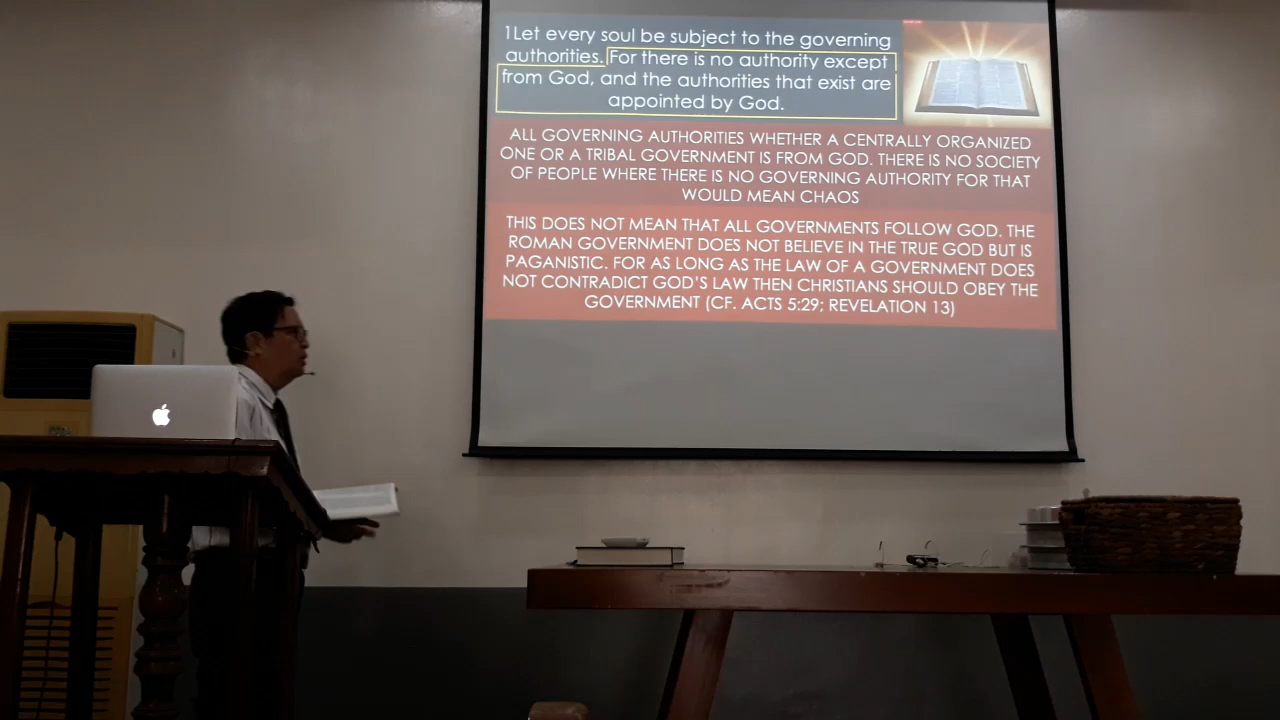 1Let every soul be subject to the governing
authorities. For there is no authority except
from God, and the authorities that exist are
appointed by God.
ALL GOVERNING AUTHORITIES WHETHER A CENTRALLY ORGANIZED
ONE OR A TRIBAL GOVERNMENT IS FROM GOD. THERE IS NO SOCIETY
OF PEOPLE WHERE THERE IS NO GOVERNING AUTHORITY FOR THAT
WOULD MEAN CHAOS
THIS DOES NOT MEAN THAT ALL GOVERNMENTS FOLLOW GOD. THE
ROMAN GOVERNMENT DOES NOT BELIEVE IN THE TRUE GOD BUT IS
PAGANISTIC. FOR AS LONG AS THE LAW OF A GOVERNMENT DOES
NOT CONTRADICT GOD'S LAW THEN CHRISTIANS SHOULD OBEY THE
GOVERNMENT (CF. ACTS 5:29; REVELATION 13)